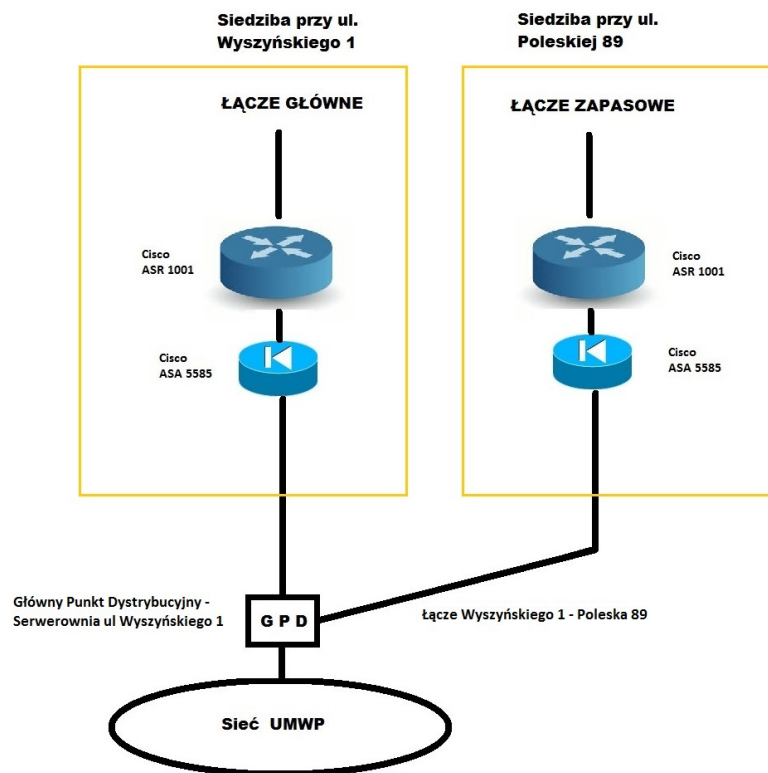 Siedziba przy ul.
Wyszyńskiego 1
Siedziba przy ul.
Poleskiej 89
ŁĄCZE GŁÓWNE
ŁĄCZE ZAPASOWE
Cisco
ASR 1001
Cisco
ASR 1001
Cisco
ASA 5585
Cisco
ASA 5585
Główny Punkt Dystrybucyjny -
Serwerownia ul Wyszyńskiego 1
G P D
Łącze Wyszyńskiego 1 - Poleska 89
Sieć UMWP